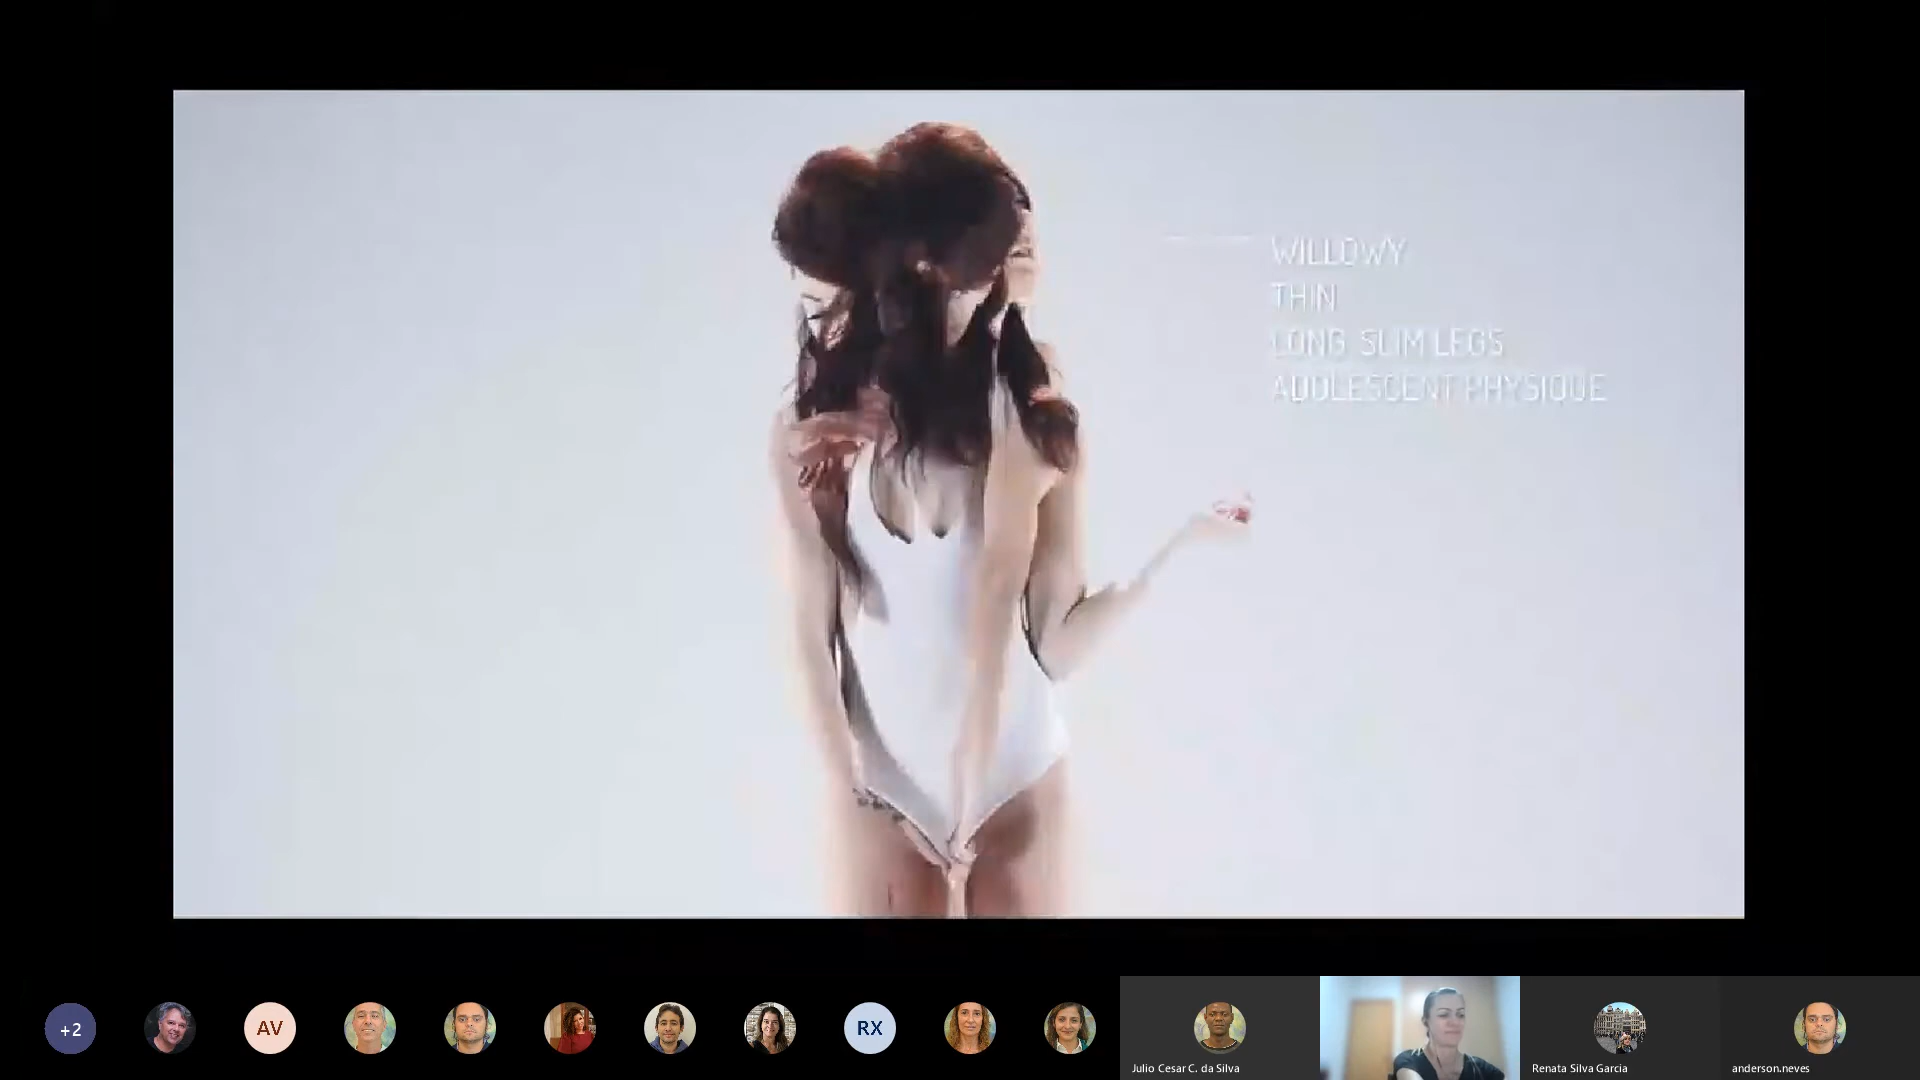 WILLOWY
THIN
LONG, SLIM LEGS
ADOLESCENT PHYSIQUE
+2
AV
RX
Julio Cesar C. da Silva
Renata Silva Garcia
anderson.neves